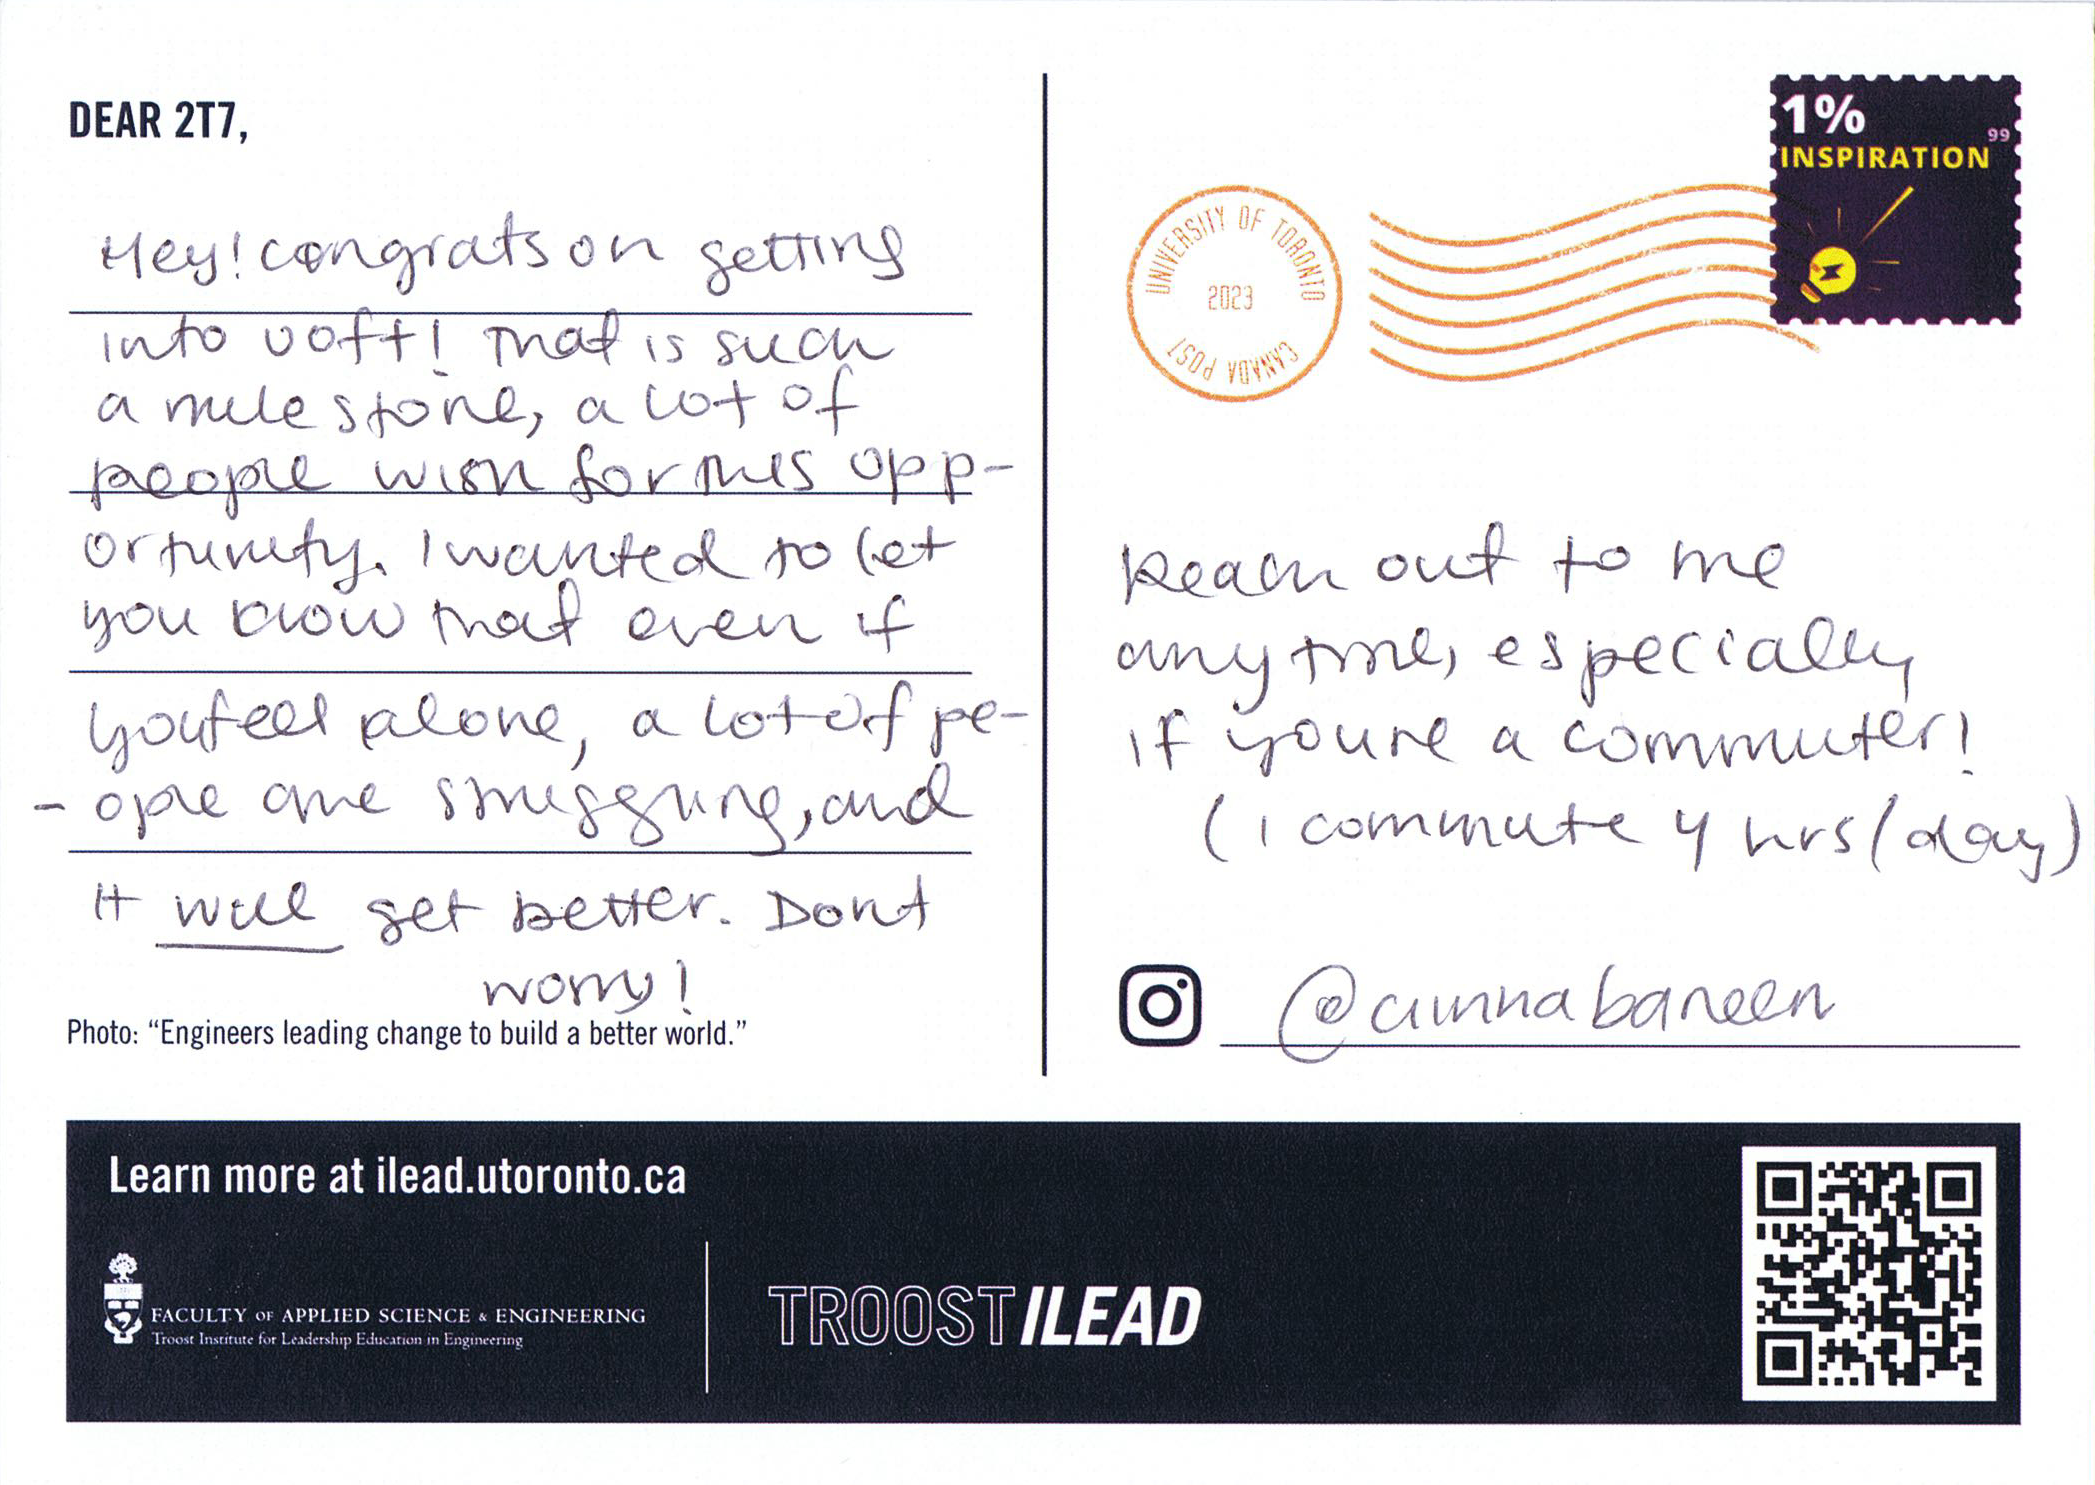 DEAR 2T7,
Hey! congrats on getting
into uoft! That is such
a milestone, a lot of
people wish for this opp-
ortunity. I wanted to let
you know that even if
you feel alone, a lot of pe-
- ople are struggling, and
it will get better. Dont
worry!
Photo: “Engineers leading change to build a better world.”
1%
99
INSPIRATION
UNIVERSITY OF TORONTO
2023
CANADA POST
Reach out to me
anytime, especially
if youre a commuter!
(I commute 4 hrs/day)
Learn more at ilead.utoronto.ca
FACULTY OF APPLIED SCIENCE & ENGINEERING
Troost Institute for Leadership Education in Engineering
TROOST ILEAD